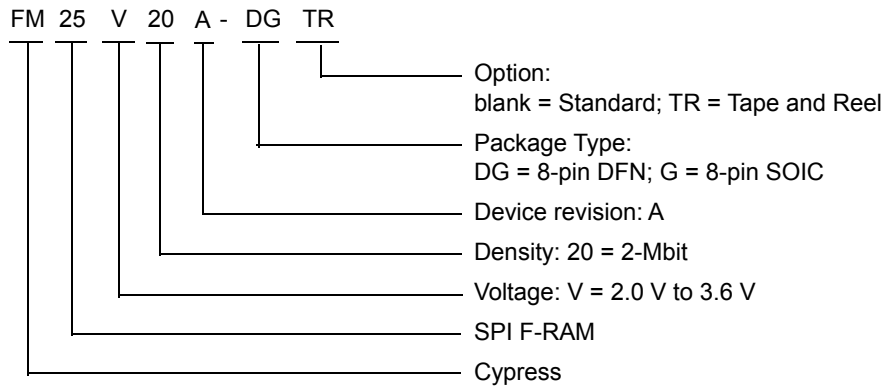 FM 25 V 20 A - DG TR
Option:
blank = Standard; TR = Tape and Reel
Package Type:
DG = 8-pin DFN; G = 8-pin SOIC
Device revision: A
Density: 20 = 2-Mbit
Voltage: V = 2.0 V to 3.6 V
SPI F-RAM
Cypress